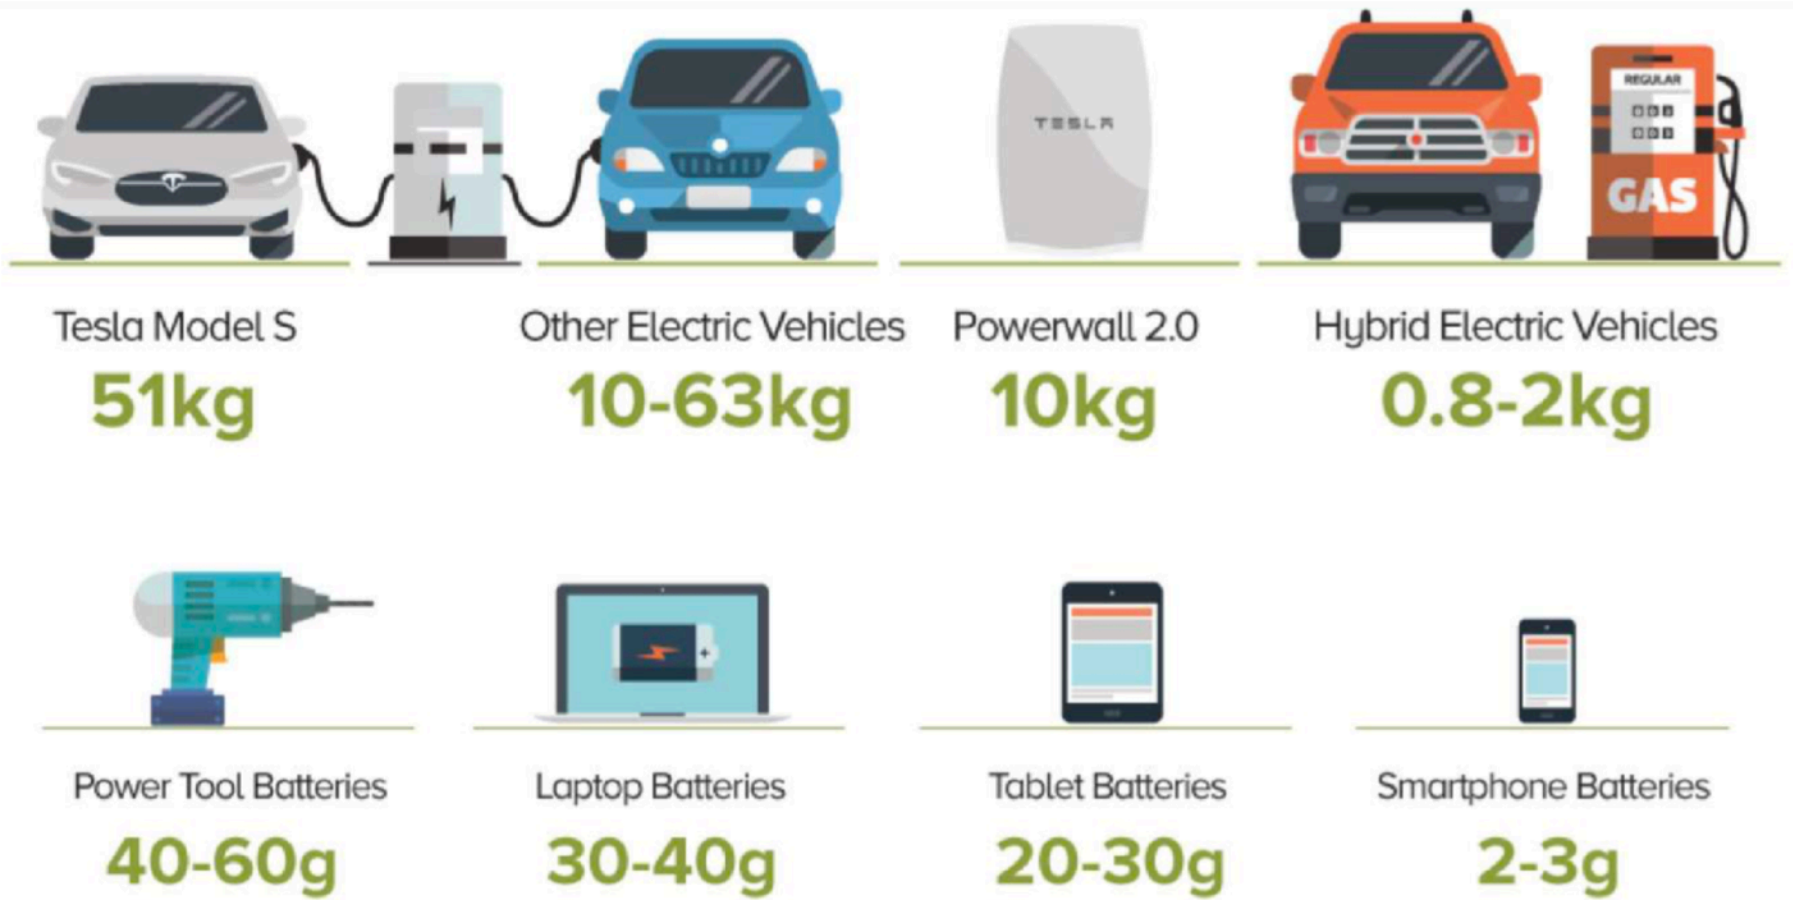 TESLA
REGULAR
GAS
Tesla Model S
51kg
Other Electric Vehicles
10-63kg
Powerwall 2.0
10kg
Hybrid Electric Vehicles
0.8-2kg
Power Tool Batteries
40-60g
Laptop Batteries
30-40g
Tablet Batteries
20-30g
Smartphone Batteries
2-3g